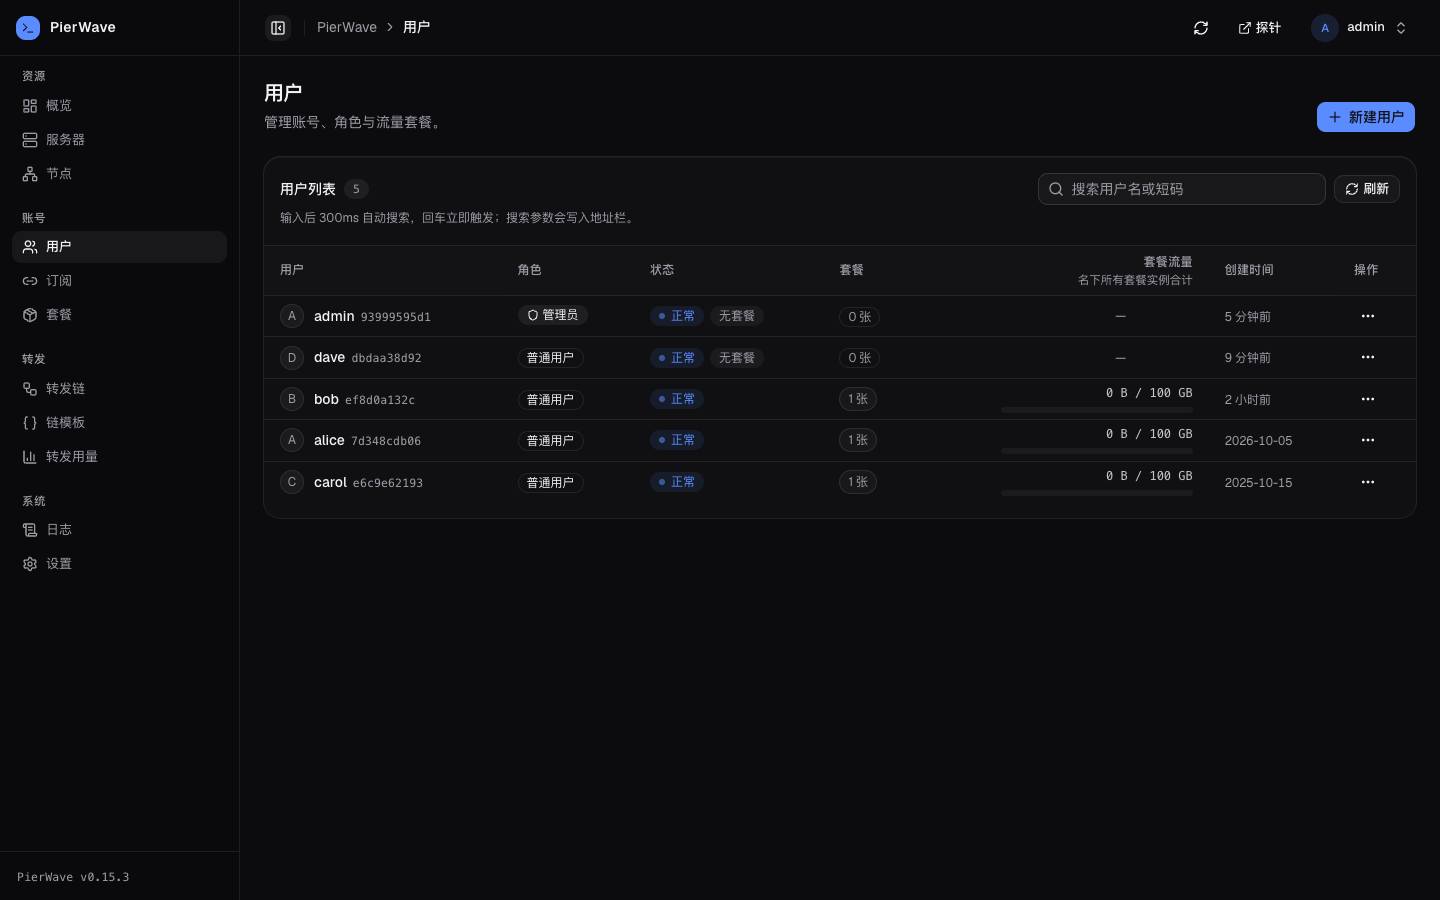 PierWave
资源
概览
服务器
节点
账号
用户
订阅
套餐
转发
转发链
链模板
转发用量
系统
日志
设置
PierWave v0.15.3
PierWave > 用户
探针
A admin
用户
管理账号、角色与流量套餐。
新建用户
用户列表 5
输入后 300ms 自动搜索，回车立即触发；搜索参数会写入地址栏。
搜索用户名或短码
刷新
用户 角色 状态 套餐 套餐流量 创建时间 操作
名下所有套餐实例合计
A admin 93999595d1 管理员 正常 无套餐 0 张 — 5 分钟前 ···
D dave dbdaa38d92 普通用户 正常 无套餐 0 张 — 9 分钟前 ···
B bob ef8d0a132c 普通用户 正常 1 张 0 B / 100 GB 2 小时前 ···
A alice 7d348cdb06 普通用户 正常 1 张 0 B / 100 GB 2026-10-05 ···
C carol e6c9e62193 普通用户 正常 1 张 0 B / 100 GB 2025-10-15 ···